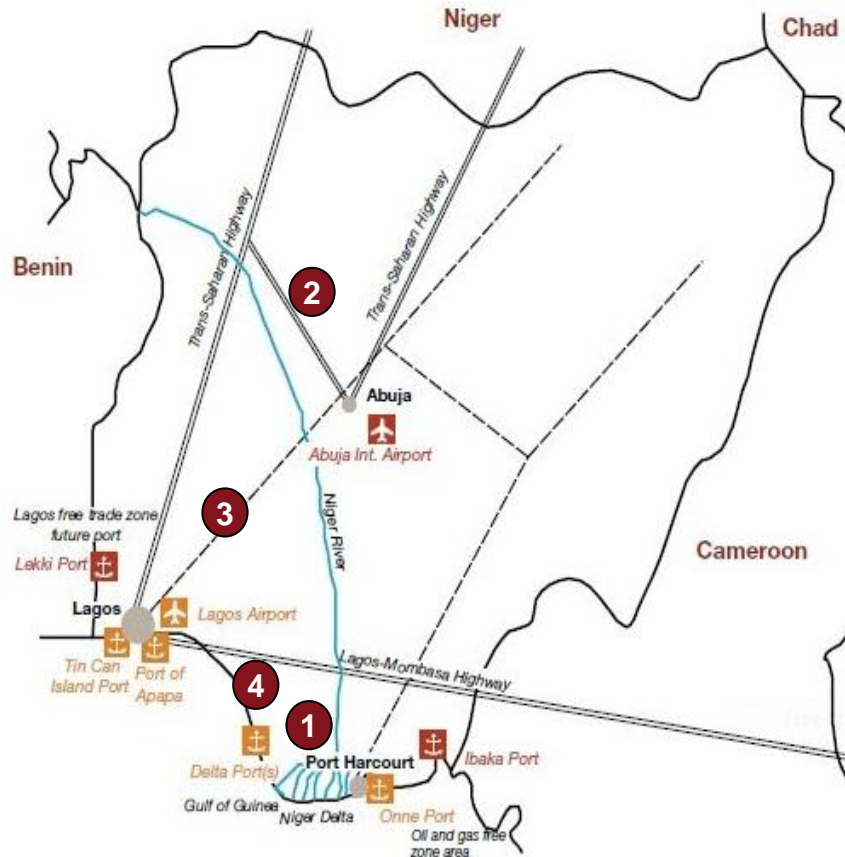 Niger
Chad
Trans-Saharan Highway
Trans-Saharan Highway
Benin
2
Abuja
Abuja Int. Airport
3
Niger River
Lagos free trade zone
future port
Lekki Port
Cameroon
Lagos
Lagos Airport
Tin Can
Island Port
Port of
Apapa
Lagos-Mombasa Highway
4
1
Delta Port(s)
Port Harcourt
Ibaka Port
Gulf of Guinea
Niger Delta
Onne Port
Oil and gas free
zone area